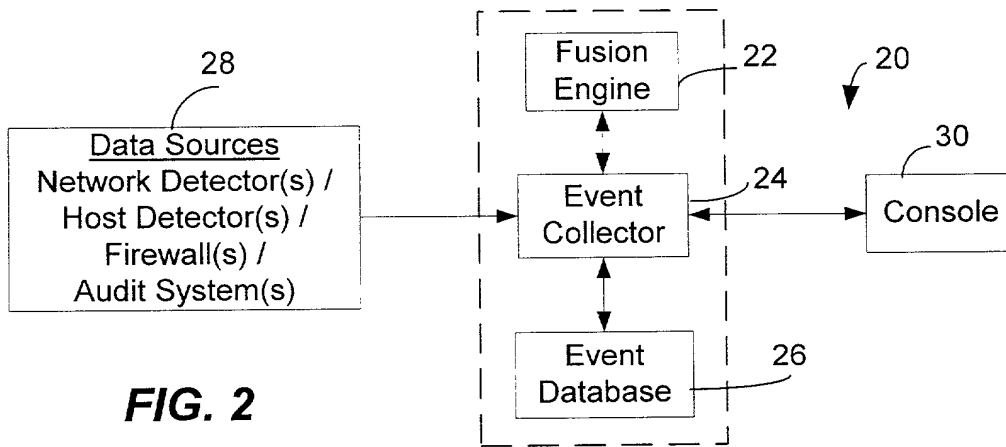 28
Data Sources
Network Detector(s) /
Host Detector(s) /
Firewall(s) /
Audit System(s)
Fusion
Engine
22
20
Event
Collector
24
30
Console
Event
Database
26
FIG. 2